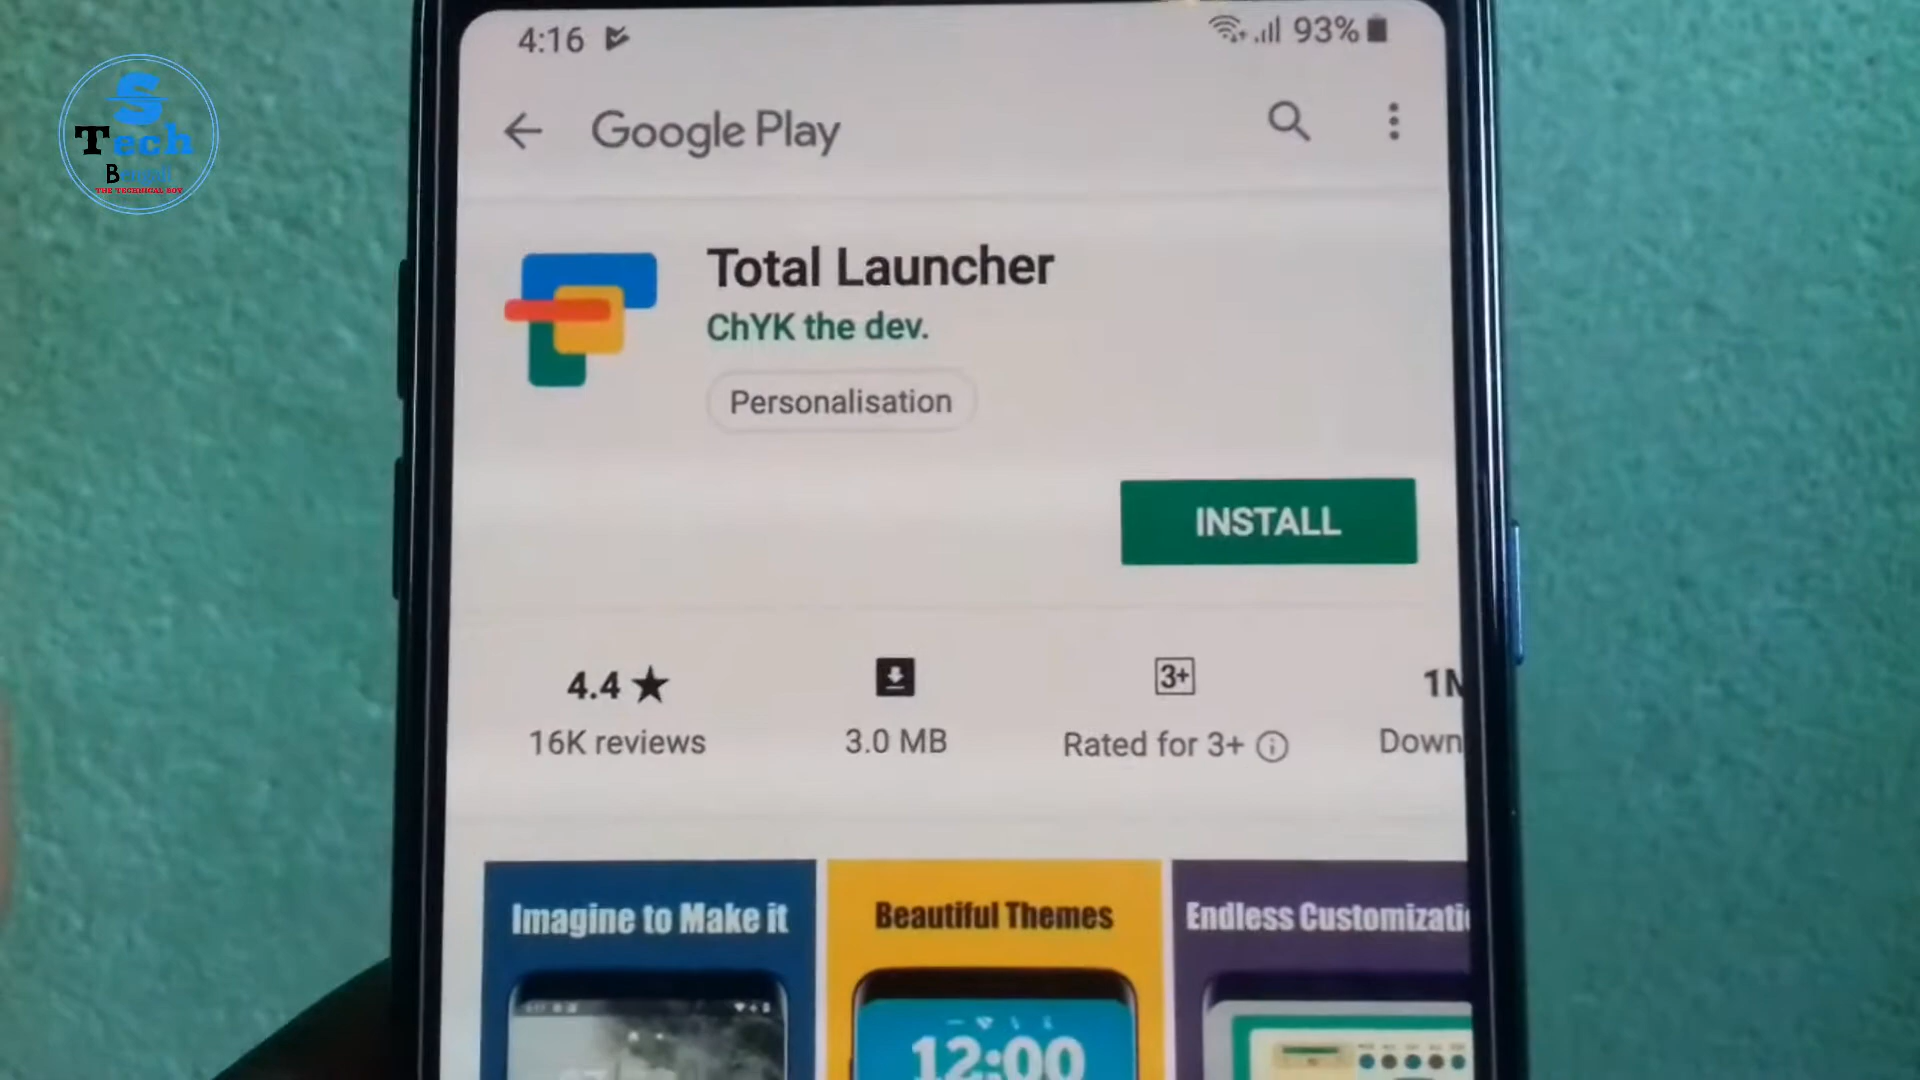 4:16
93%
S
Tech
THE TECHNICAL BOY
Google Play
Total Launcher
ChYK the dev.
Personalisation
INSTALL
4.4 ★
3+
1M
16K reviews
3.0 MB
Rated for 3+
Down
Imagine to Make it
Beautiful Themes
Endless Customizati
12:00